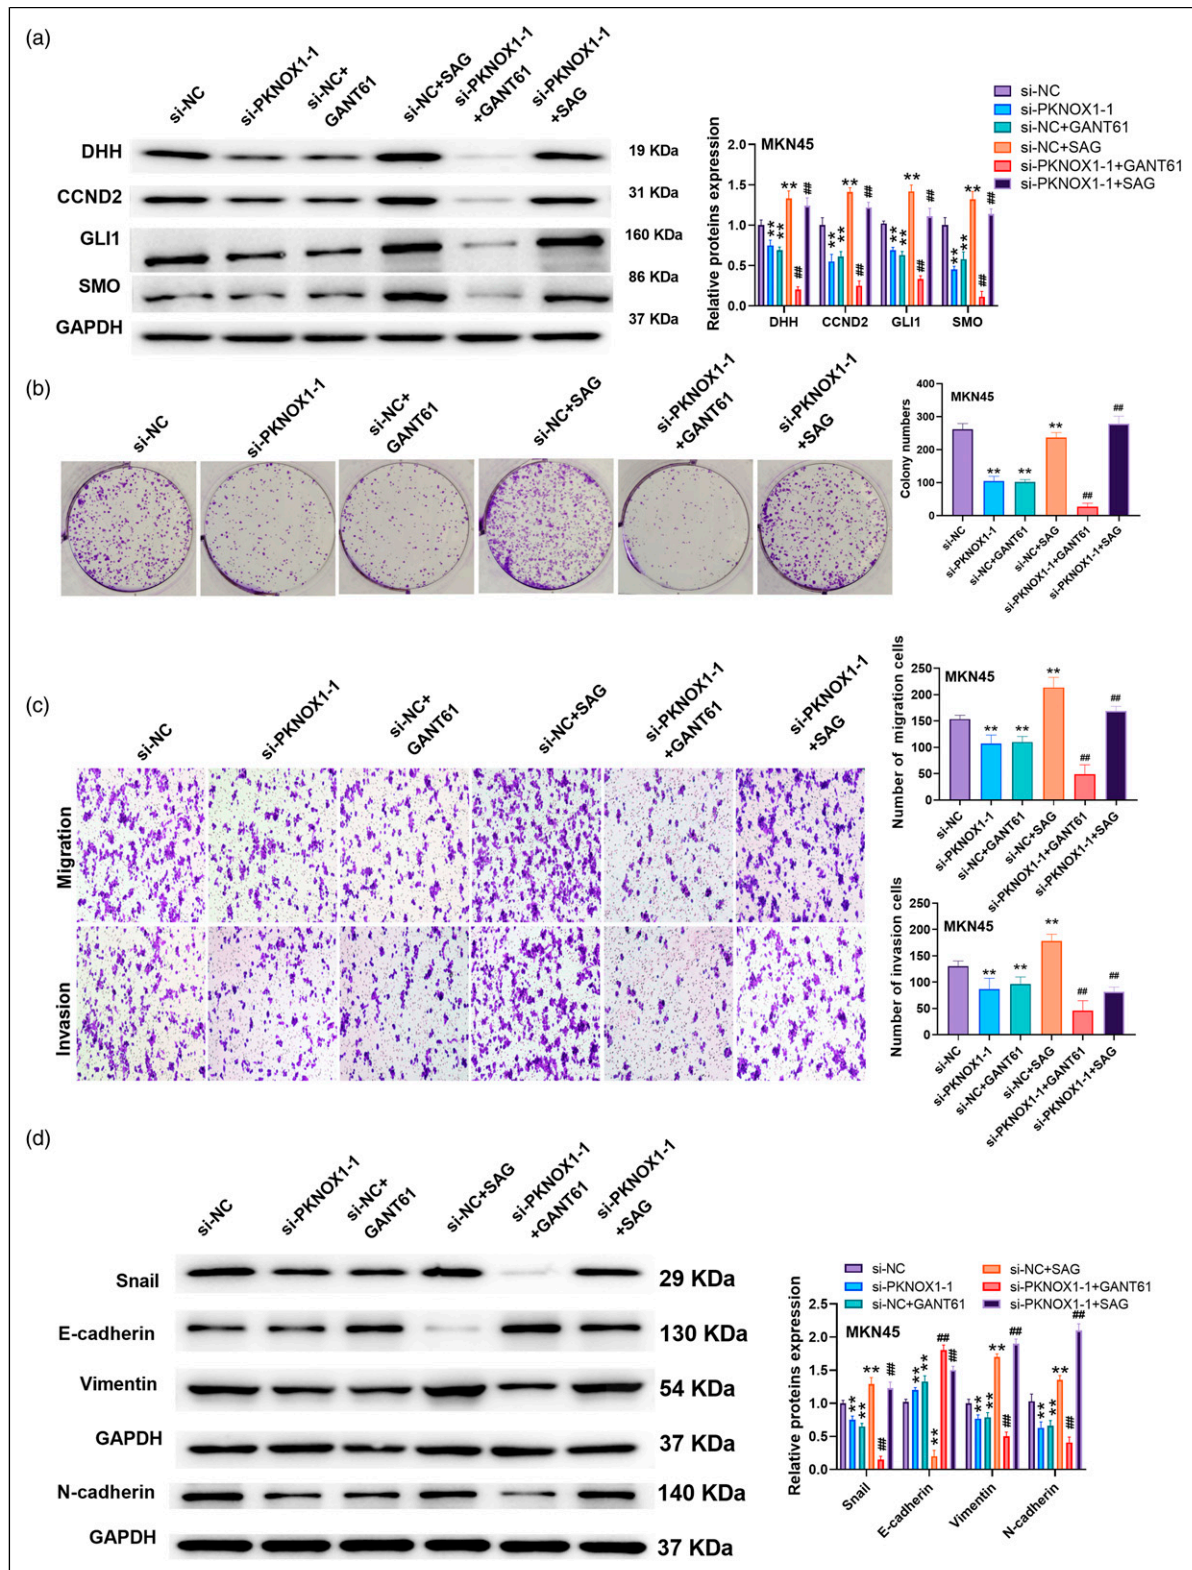 (a)
si-NC
si-PKNOX1-1
si-NC+
GANT61
si-NC+SAG
si-PKNOX1-1
+GANT61
si-PKNOX1-1
+SAG
DHH
19 KDa
CCND2
31 KDa
GLI1
160 KDa
SMO
86 KDa
GAPDH
37 KDa
si-NC
si-PKNOX1-1
si-NC+GANT61
si-NC+SAG
si-PKNOX1-1+GANT61
si-PKNOX1-1+SAG
Relative proteins expression
2.0
1.5
1.0
0.5
0.0
MKN45
** ** ** ## ##
** ** ** ## ##
** ** ** ## ##
** ** ** ## ##
DHH CCND2 GLI1 SMO
(b)
si-NC
si-PKNOX1-1
si-NC+
GANT61
si-NC+SAG
si-PKNOX1-1
+GANT61
si-PKNOX1-1
+SAG
Colony numbers
400
300
200
100
0
MKN45
** ** ** ## ##
si-NC
si-PKNOX1-1
si-NC+GANT61
si-NC+SAG
si-PKNOX1-1+GANT61
si-PKNOX1-1+SAG
(c)
si-NC
si-PKNOX1-1
si-NC+
GANT61
si-NC+SAG
si-PKNOX1-1
+GANT61
si-PKNOX1-1
+SAG
Migration
Invasion
Number of migration cells
250
200
150
100
50
0
MKN45
** ** ** ## ##
si-NC
si-PKNOX1-1
si-NC+GANT61
si-NC+SAG
si-PKNOX1-1+GANT61
si-PKNOX1-1+SAG
Number of invasion cells
250
200
150
100
50
0
MKN45
** ** ** ## ##
si-NC
si-PKNOX1-1
si-NC+GANT61
si-NC+SAG
si-PKNOX1-1+GANT61
si-PKNOX1-1+SAG
(d)
si-NC
si-PKNOX1-1
si-NC+
GANT61
si-NC+SAG
si-PKNOX1-1
+GANT61
si-PKNOX1-1
+SAG
Snail
29 KDa
E-cadherin
130 KDa
Vimentin
54 KDa
GAPDH
37 KDa
N-cadherin
140 KDa
GAPDH
37 KDa
si-NC
si-PKNOX1-1
si-NC+GANT61
si-NC+SAG
si-PKNOX1-1+GANT61
si-PKNOX1-1+SAG
Relative proteins expression
2.5
2.0
1.5
1.0
0.5
0.0
MKN45
** ** ** ## ##
** ** ** ## ##
** ** ** ## ##
** ** ** ## ##
Snail
E-cadherin
Vimentin
N-cadherin